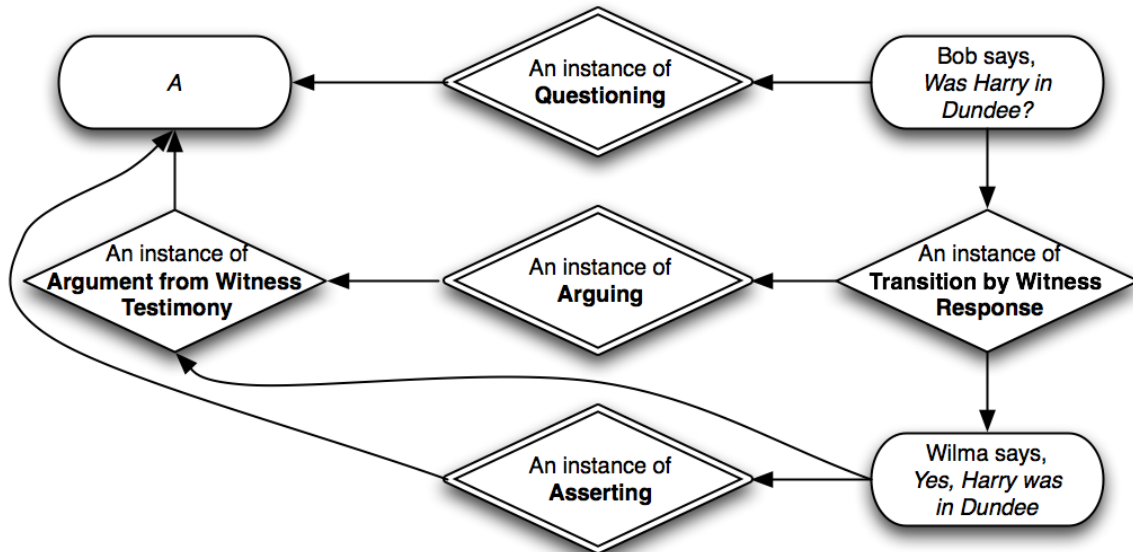 A
An instance of
Questioning
Bob says,
Was Harry in
Dundee?
An instance of
Argument from Witness
Testimony
An instance of
Arguing
An instance of
Transition by Witness
Response
An instance of
Asserting
Wilma says,
Yes, Harry was
in Dundee